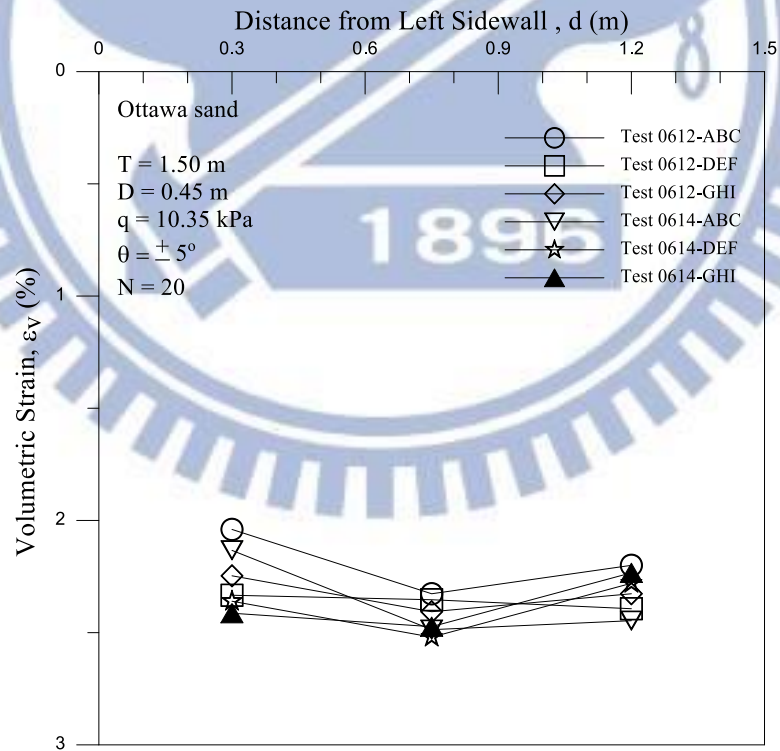 Distance from Left Sidewall , d (m)
0 0.3 0.6 0.9 1.2 1.5
0
1
2
3
Volumetric Strain, εv (%)
Ottawa sand
T = 1.50 m
D = 0.45 m
q = 10.35 kPa
θ = ± 5°
N = 20
Test 0612-ABC
Test 0612-DEF
Test 0612-GHI
Test 0614-ABC
Test 0614-DEF
Test 0614-GHI
1896